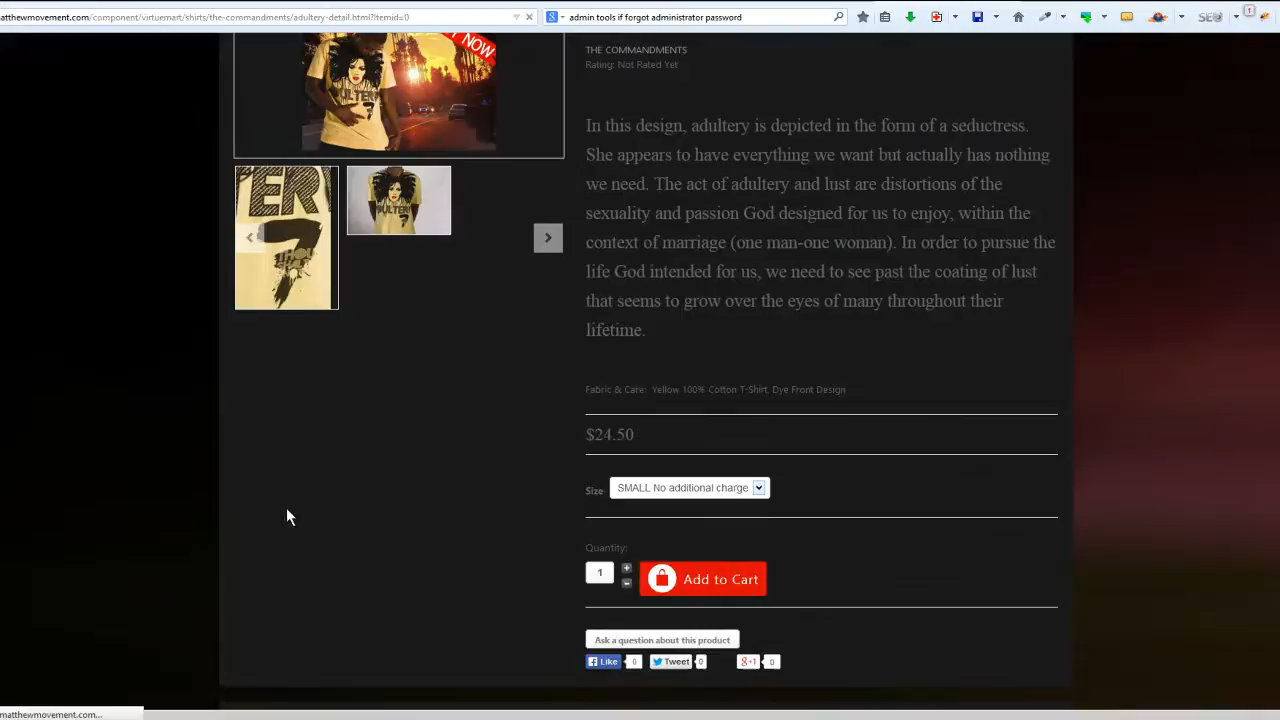 atthewmovement.com/component/virtuemart/shirts/the-commandments/adultery-detail.html?Itemid=0
admin tools if forgot administrator password
SEO
1
NOW
THE COMMANDMENTS
Rating: Not Rated Yet
In this design, adultery is depicted in the form of a seductress.
She appears to have everything we want but actually has nothing
we need. The act of adultery and lust are distortions of the
sexuality and passion God designed for us to enjoy, within the
context of marriage (one man-one woman). In order to pursue the
life God intended for us, we need to see past the coating of lust
that seems to grow over the eyes of many throughout their
lifetime.
TER
7
THOU
Fabric & Care: Yellow 100% Cotton T-Shirt, Dye Front Design
$24.50
Size SMALL No additional charge
Quantity:
1 + - Add to Cart
Ask a question about this product
Like 0 Tweet 0 +1 0
matthewmovement.com...